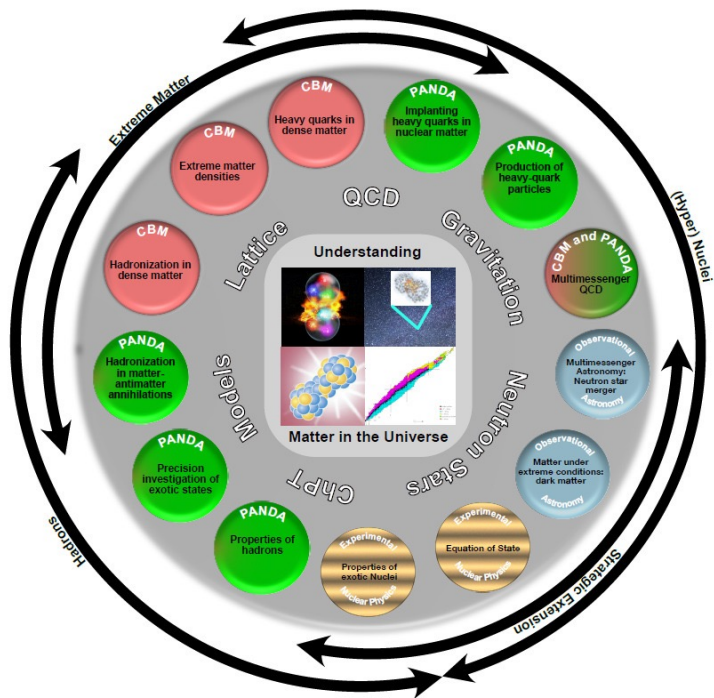 Extreme Matter
(Hyper) Nuclei
Strategic Extension
Hadrons
CBM
Heavy quarks in
dense matter
PANDA
Implanting
heavy quarks in
nuclear matter
PANDA
Production of
heavy-quark
particles
CBM and PANDA
Multimessenger
QCD
Observational
Multimessenger
Astronomy:
Neutron star
merger
Astronomy
Observational
Matter under
extreme conditions:
dark matter
Astronomy
Experimental
Equation of State
Nuclear Physics
Experimental
Properties of
exotic Nuclei
Nuclear Physics
PANDA
Properties
of hadrons
PANDA
Precision
investigation of
exotic states
PANDA
Hadronization
in matter-
antimatter
annihilations
CBM
Hadronization in
dense matter
CBM
Extreme matter
densities
Lattice
QCD
Gravitation
Neutron Stars
ChPT
Models
Understanding
Matter in the Universe